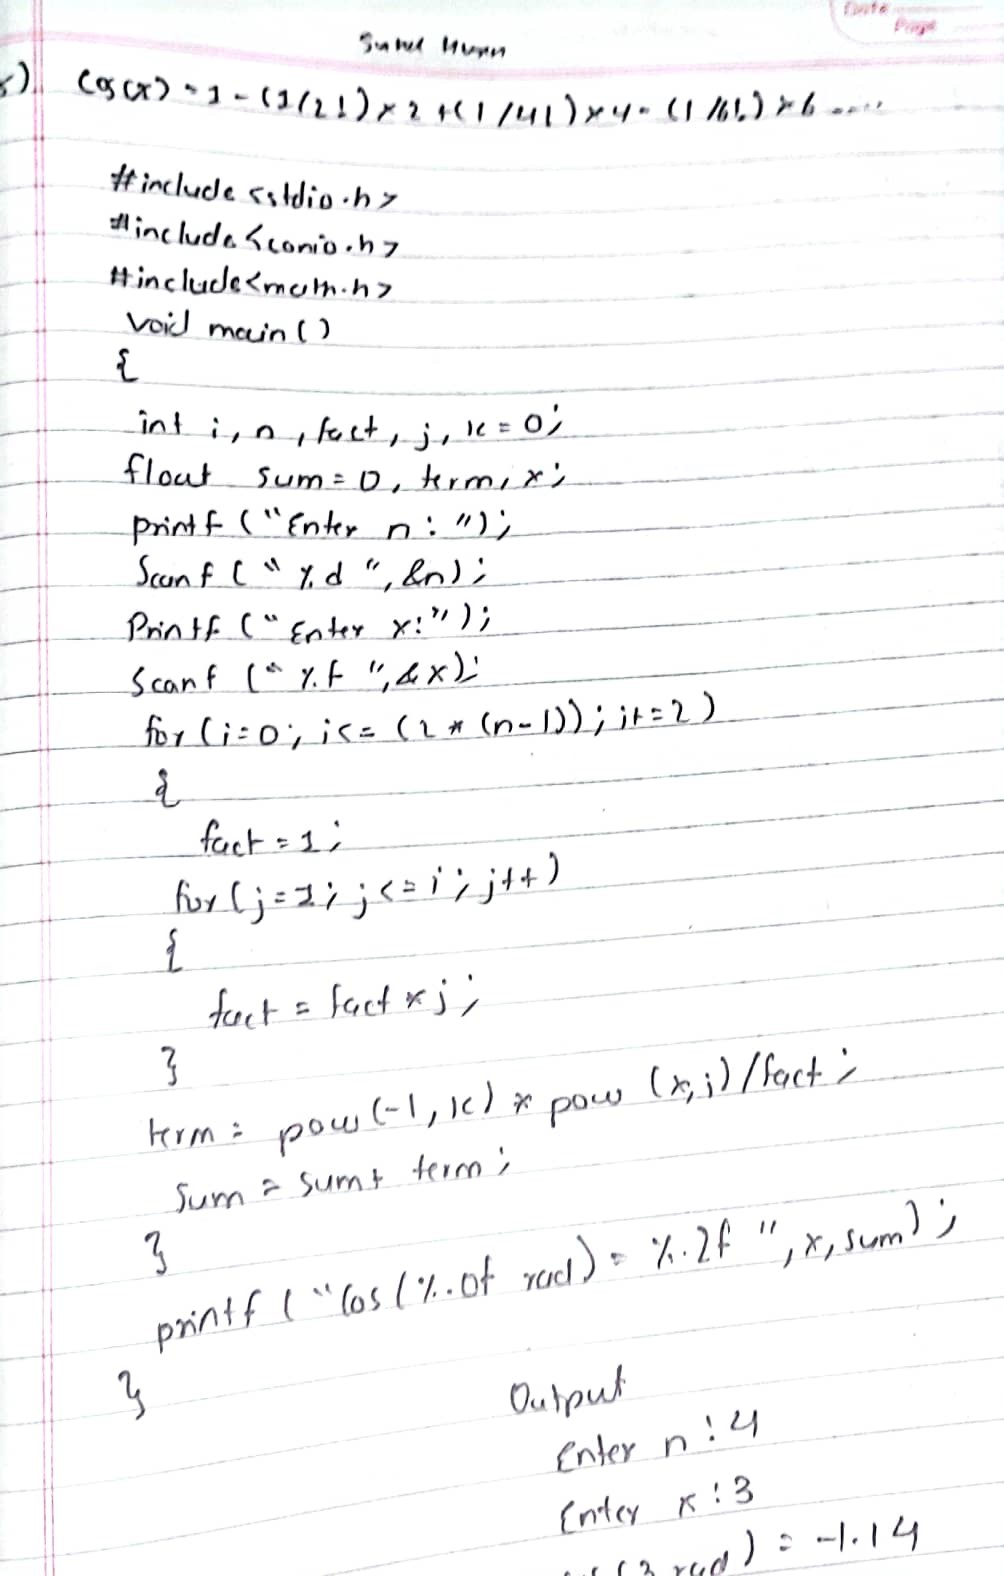 Date
Page
Cos(x) = 1 - (1/2!)x2 + (1/4!)x4 - (1/6!)x6 .....
#include <stdio.h>
#include <conio.h>
#include <math.h>
void main()
{
int i, n, fact, j, k = 0;
float sum = 0, term, x;
printf ("Enter n: ");
Scanf ("%d", &n);
Printf ("Enter x:");
Scanf ("%f", &x);
for (i=0; i<= (2*(n-1)); i+=2)
{
fact = 1;
for (j=1; j<=i; j++)
{
fact = fact * j;
}
term = pow(-1, k) * pow (x, i) / fact;
Sum = sum + term;
}
printf ("Cos (%.0f rad) = %.2f", x, sum);
}
Output
Enter n: 4
Enter x: 3
(3 rad) = -1.14